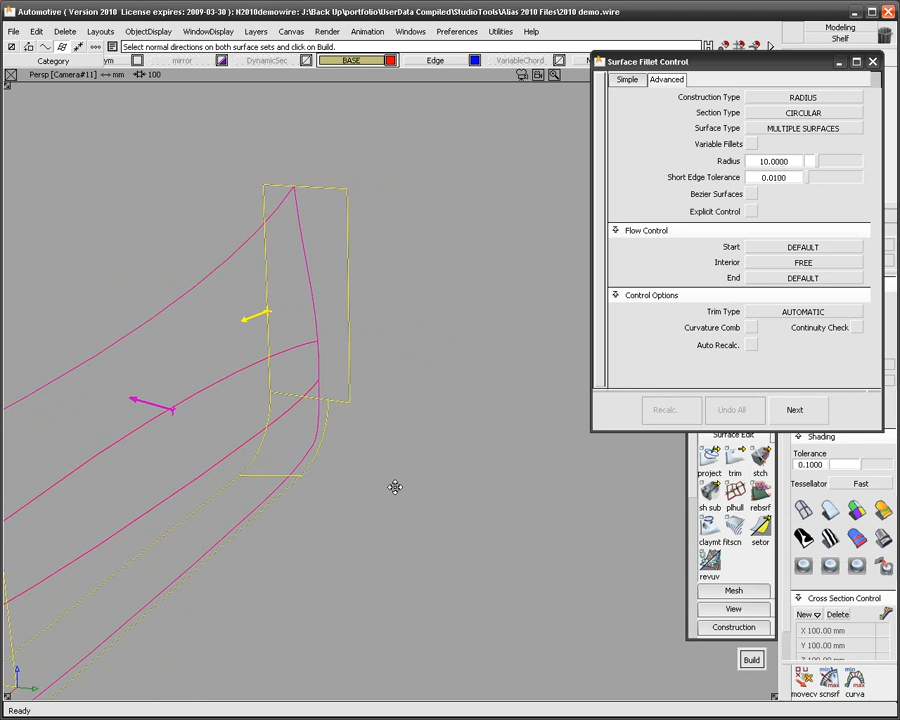 Automotive ( Version 2010 License expires: 2009-03-30 ): N2010demowire: J:\Back Up\portfolio\UserData Compiled\StudioTools\Alias 2010 Files\2010 demo.wire
File Edit Delete Layouts ObjectDisplay WindowDisplay Layers Canvas Render Animation Windows Preferences Utilities
Modeling
Shelf
Select normal directions on both surface sets and click on Build.
Category
ym
mirror
DynamicSec
BASE
Edge
VariableChord
N
Persp [Camera#11] <-> mm
100
Surface Fillet Control
Simple Advanced
Construction Type RADIUS
Section Type CIRCULAR
Surface Type MULTIPLE SURFACES
Variable Fillets
Radius 10.0000
Short Edge Tolerance 0.0100
Bezier Surfaces
Explicit Control
Flow Control
Start DEFAULT
Interior FREE
End DEFAULT
Control Options
Trim Type AUTOMATIC
Curvature Comb Continuity Check
Auto Recalc.
Recalc. Undo All Next
Surface Edit
project trim stch
sh sub plhull rebsrf
claymt fitscn setor
revuv
Mesh
View
Construction
Build
Shading
Tolerance
0.1000
Tessellator Fast
Cross Section Control
New Delete
X 100.00 mm
Y 100.00 mm
Z 100.00 mm
movecv scnsrf curva
Ready